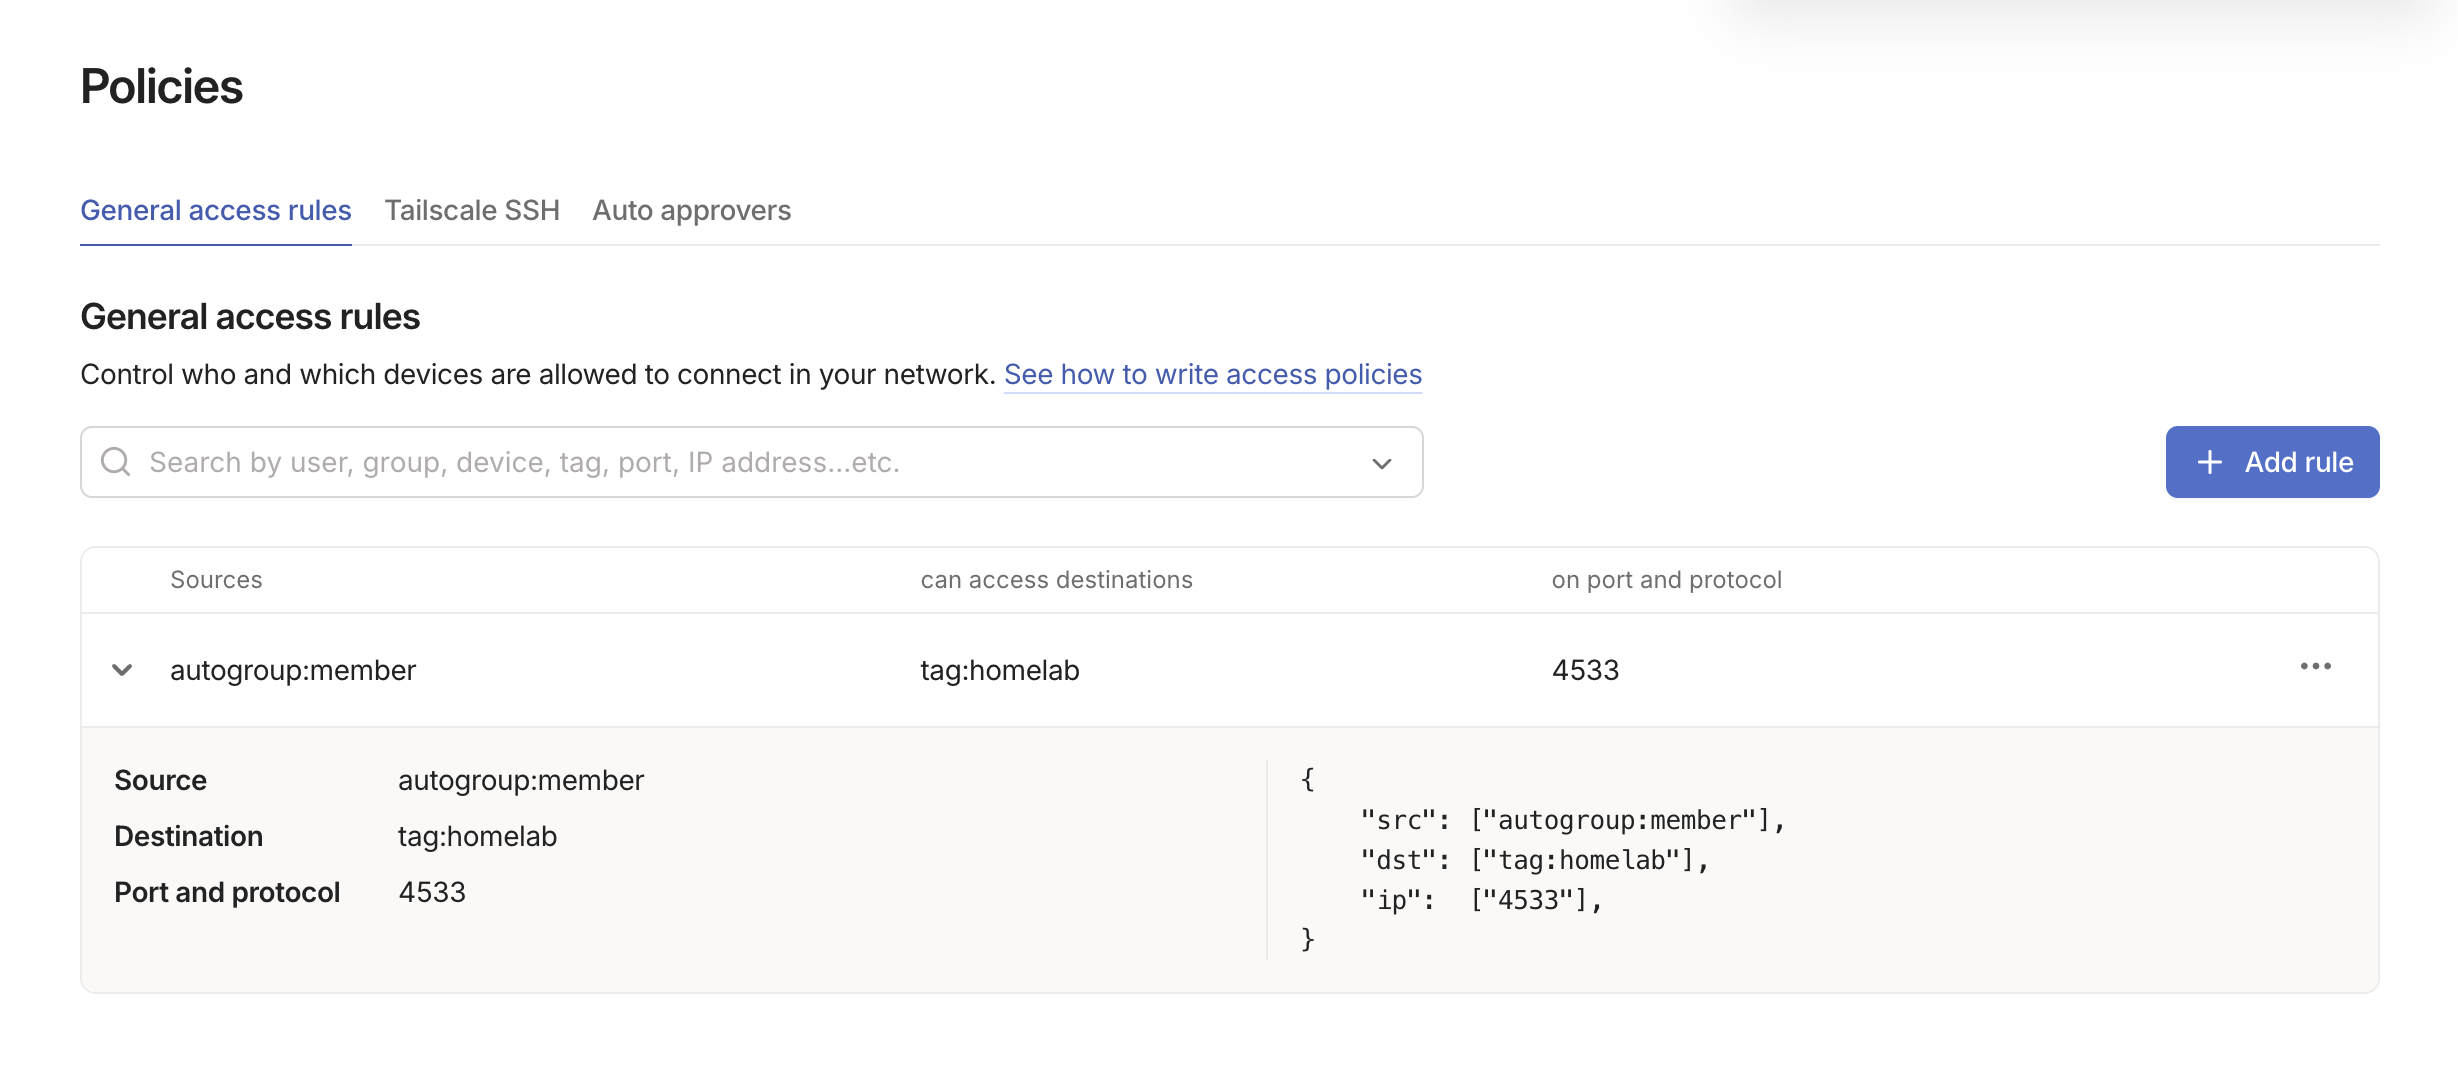 Policies
General access rules
Tailscale SSH
Auto approvers
General access rules
Control who and which devices are allowed to connect in your network. See how to write access policies
Search by user, group, device, tag, port, IP address...etc.
Add rule
Sources
can access destinations
on port and protocol
autogroup:member
tag:homelab
4533
Source autogroup:member
Destination tag:homelab
Port and protocol 4533
{
    "src": ["autogroup:member"],
    "dst": ["tag:homelab"],
    "ip":  ["4533"],
}